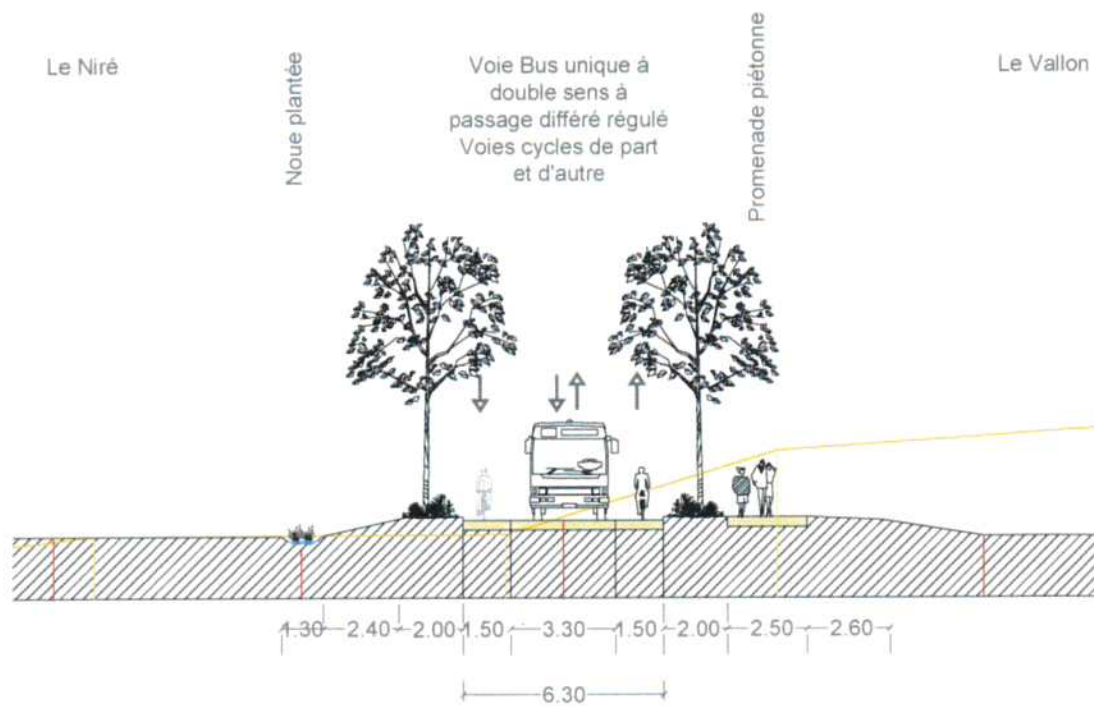 Le Niré
Noue plantée
Voie Bus unique à
double sens à
passage différé régulé
Voies cycles de part
et d'autre
Promenade piétonne
Le Vallon
1.30 2.40 2.00 1.50 3.30 1.50 2.00 2.50 2.60
6.30